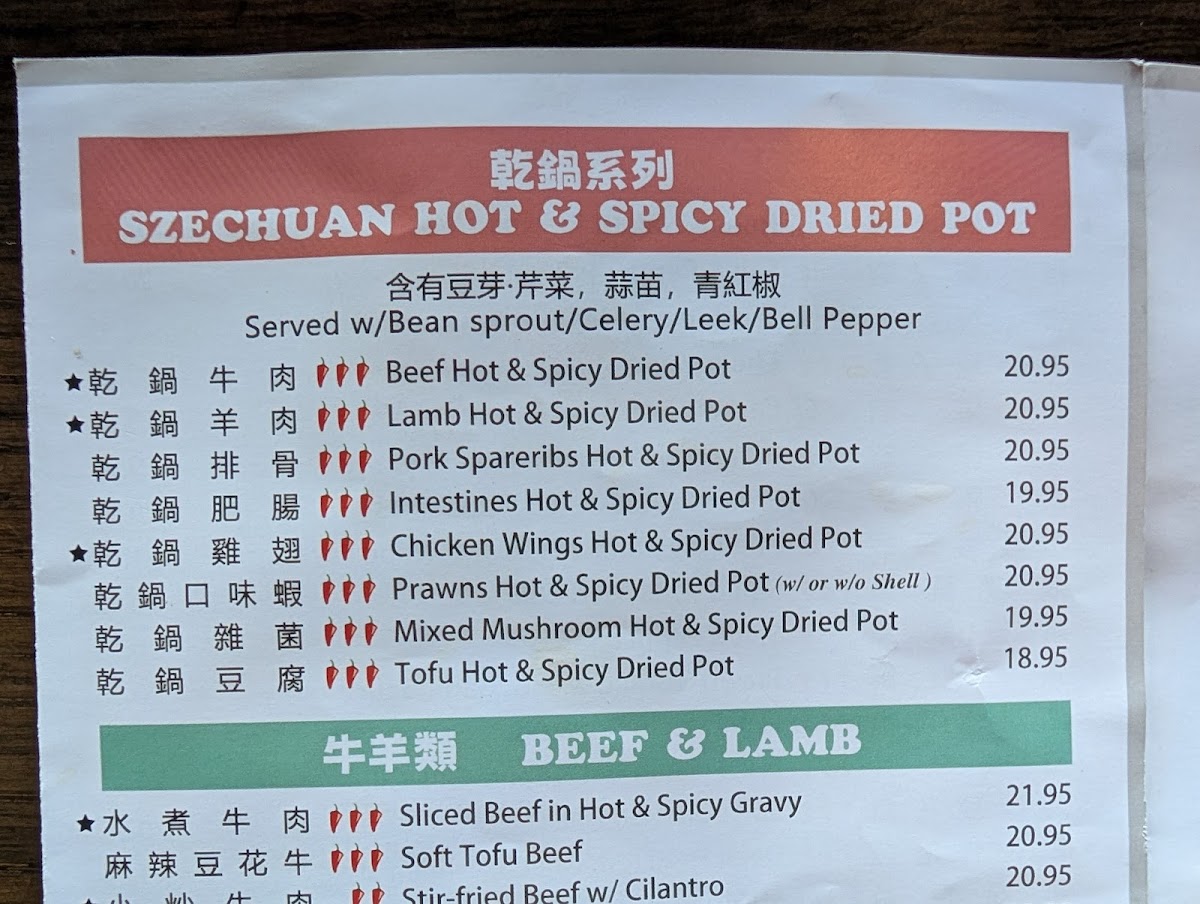 乾鍋系列
SZECHUAN HOT & SPICY DRIED POT
含有豆芽·芹菜，蒜苗，青紅椒
Served w/Bean sprout/Celery/Leek/Bell Pepper
★乾鍋牛肉 Beef Hot & Spicy Dried Pot 20.95
★乾鍋羊肉 Lamb Hot & Spicy Dried Pot 20.95
乾鍋排骨 Pork Spareribs Hot & Spicy Dried Pot 20.95
乾鍋肥腸 Intestines Hot & Spicy Dried Pot 19.95
★乾鍋雞翅 Chicken Wings Hot & Spicy Dried Pot 20.95
乾鍋口味蝦 Prawns Hot & Spicy Dried Pot (w/ or w/o Shell ) 20.95
乾鍋雜菌 Mixed Mushroom Hot & Spicy Dried Pot 19.95
乾鍋豆腐 Tofu Hot & Spicy Dried Pot 18.95
牛羊類 BEEF & LAMB
★水煮牛肉 Sliced Beef in Hot & Spicy Gravy 21.95
麻辣豆花牛 Soft Tofu Beef 20.95
★小炒牛肉 Stir-fried Beef w/ Cilantro 20.95